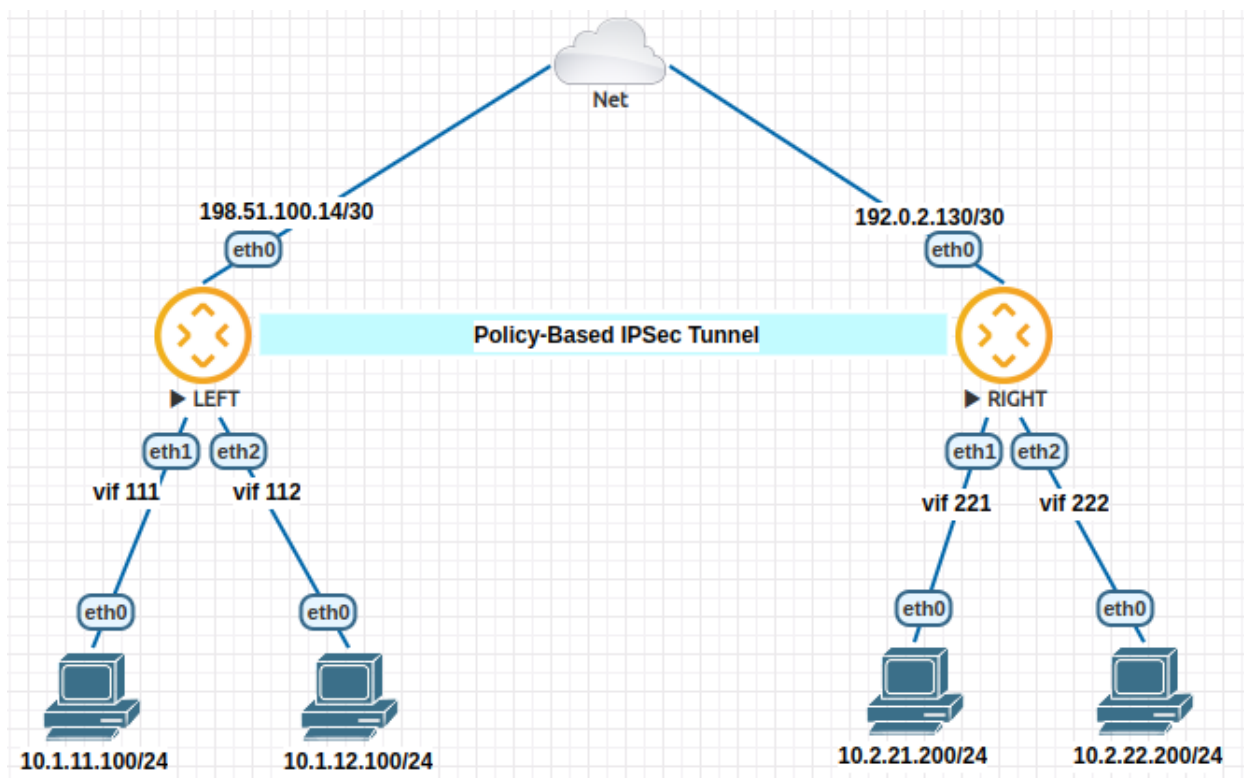 Net
198.51.100.14/30
192.0.2.130/30
eth0
eth0
Policy-Based IPSec Tunnel
LEFT
RIGHT
eth1
eth2
eth1
eth2
vif 111
vif 112
vif 221
vif 222
eth0
eth0
eth0
eth0
10.1.11.100/24
10.1.12.100/24
10.2.21.200/24
10.2.22.200/24